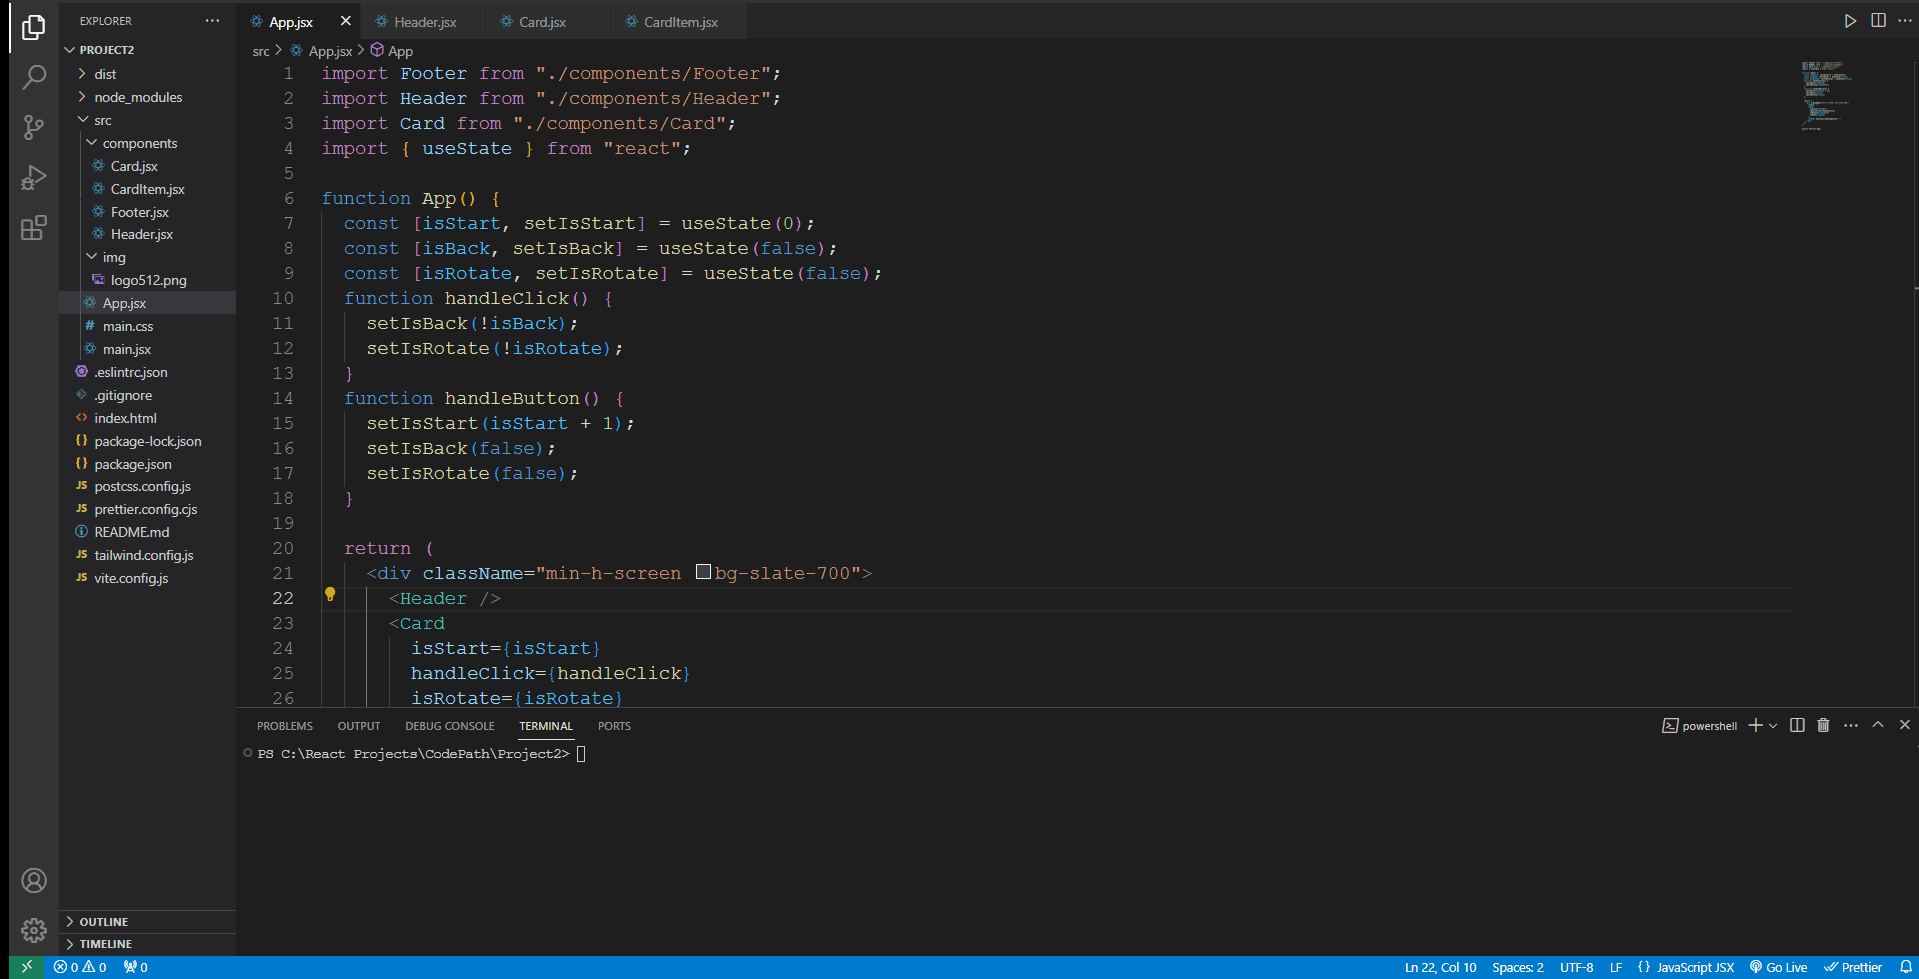 EXPLORER
PROJECT2
dist
node_modules
src
components
Card.jsx
CardItem.jsx
Footer.jsx
Header.jsx
img
logo512.png
App.jsx
# main.css
main.jsx
.eslintrc.json
.gitignore
<> index.html
{} package-lock.json
{} package.json
JS postcss.config.js
JS prettier.config.cjs
README.md
JS tailwind.config.js
JS vite.config.js
OUTLINE
TIMELINE
App.jsx Header.jsx Card.jsx CardItem.jsx
src > App.jsx > App
1 import Footer from "./components/Footer";
2 import Header from "./components/Header";
3 import Card from "./components/Card";
4 import { useState } from "react";
5
6 function App() {
7 const [isStart, setIsStart] = useState(0);
8 const [isBack, setIsBack] = useState(false);
9 const [isRotate, setIsRotate] = useState(false);
10 function handleClick() {
11 setIsBack(!isBack);
12 setIsRotate(!isRotate);
13 }
14 function handleButton() {
15 setIsStart(isStart + 1);
16 setIsBack(false);
17 setIsRotate(false);
18 }
19
20 return (
21 <div className="min-h-screen bg-slate-700">
22 <Header />
23 <Card
24 isStart={isStart}
25 handleClick={handleClick}
26 isRotate={isRotate}
PROBLEMS OUTPUT DEBUG CONSOLE TERMINAL PORTS
powershell
PS C:\React Projects\CodePath\Project2>
0 0 0
Ln 22, Col 10 Spaces: 2 UTF-8 LF {} JavaScript JSX Go Live Prettier